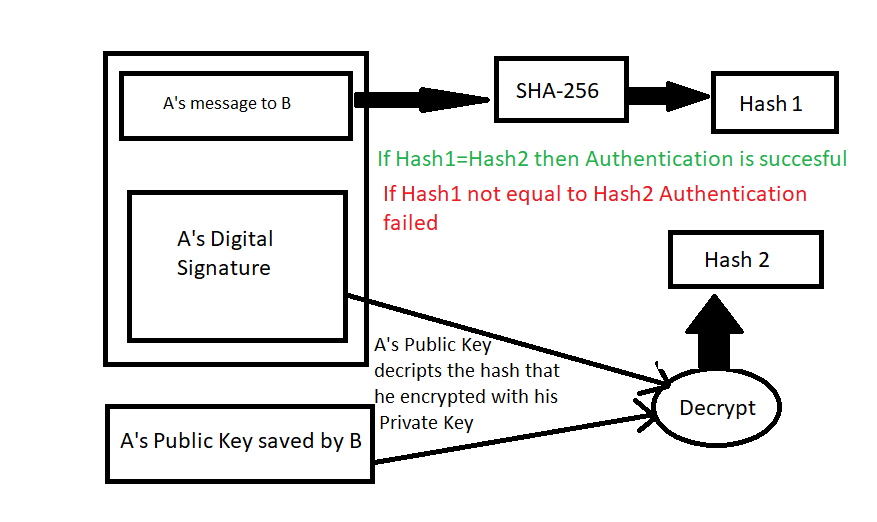 A's message to B
SHA-256
Hash 1
If Hash1=Hash2 then Authentication is succesful
If Hash1 not equal to Hash2 Authentication
failed
A's Digital
Signature
Hash 2
A's Public Key
decripts the hash that
he encrypted with his
Private Key
Decrypt
A's Public Key saved by B